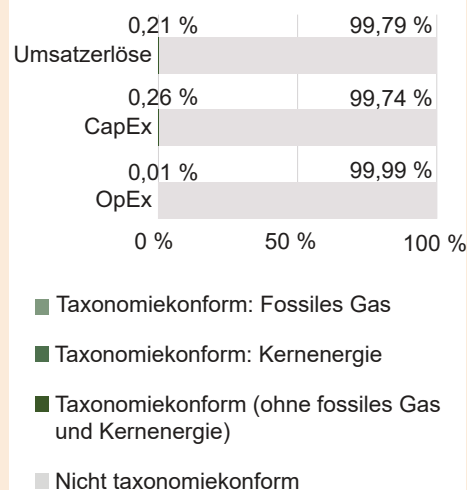 0,21 % 99,79 %
Umsatzerlöse
0,26 % 99,74 %
CapEx
0,01 % 99,99 %
OpEx
0 % 50 % 100 %
Taxonomiekonform: Fossiles Gas
Taxonomiekonform: Kernenergie
Taxonomiekonform (ohne fossiles Gas
und Kernenergie)
Nicht taxonomiekonform